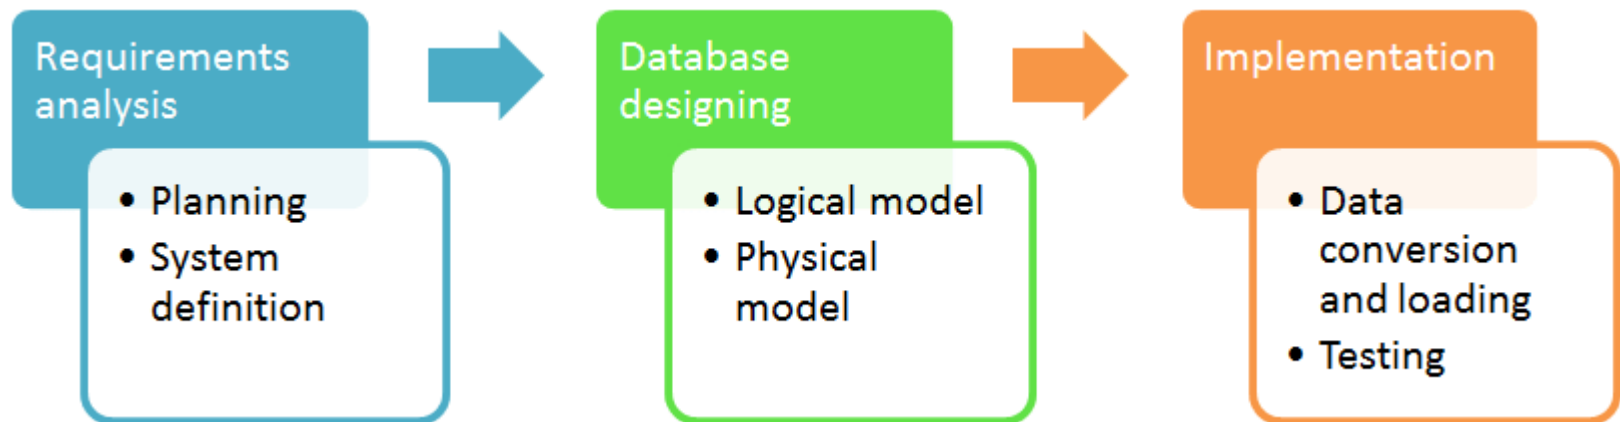 Requirements
analysis
• Planning
• System
definition
Database
designing
• Logical model
• Physical
model
Implementation
• Data
conversion
and loading
• Testing